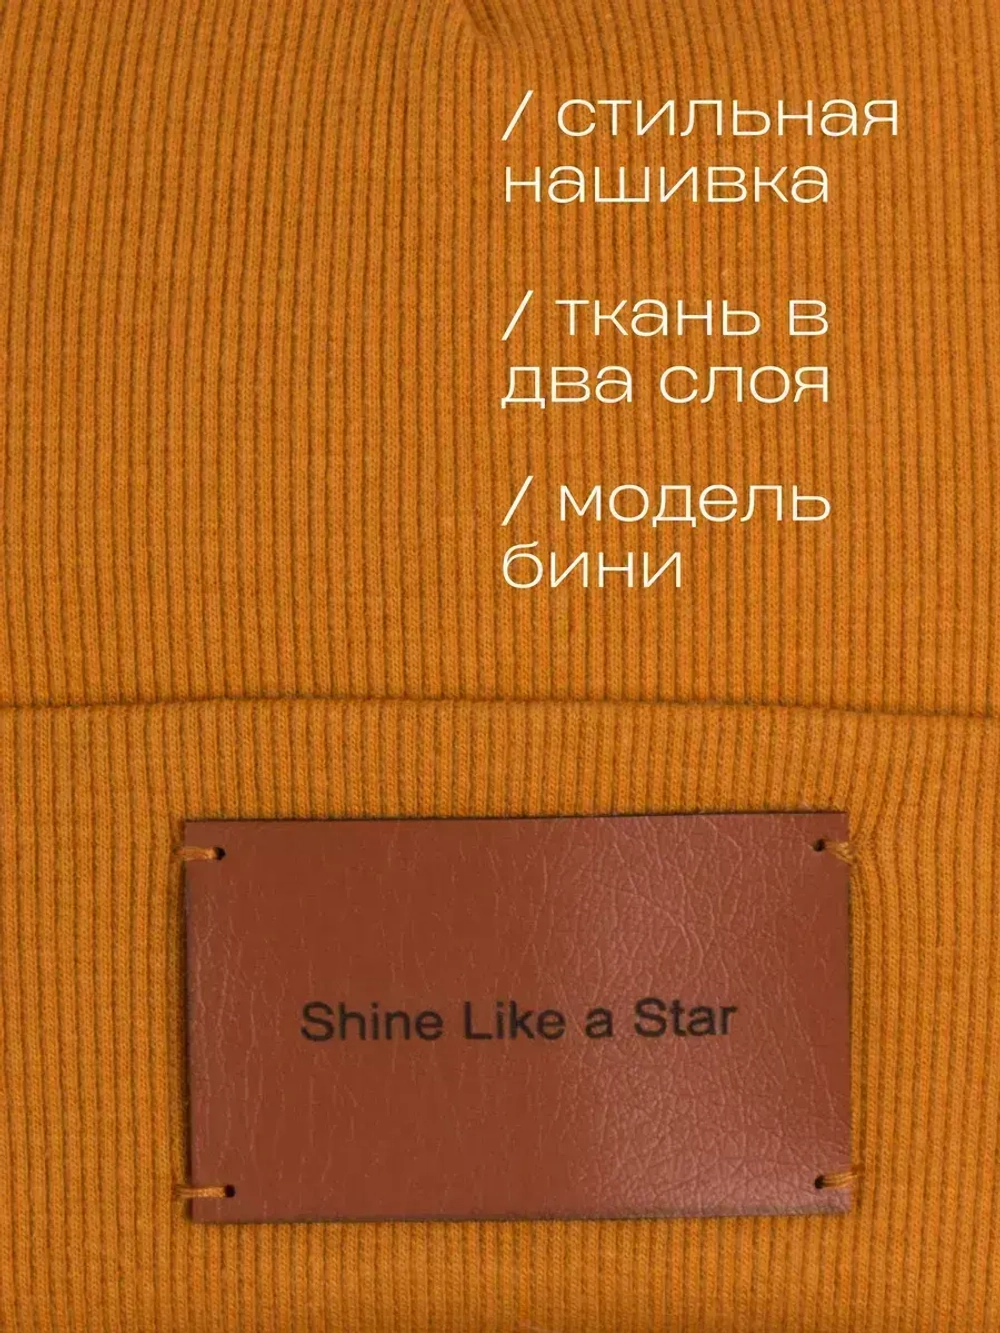 / стильная
нашивка
/ ткань в
два слоя
/ модель
бини
Shine Like a Star